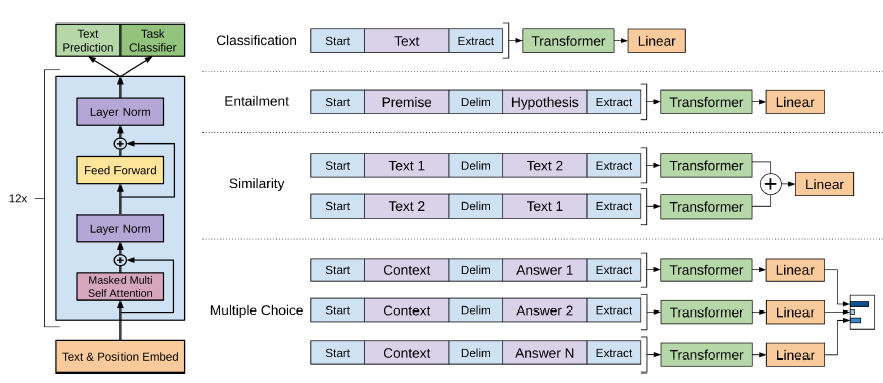 Text
Prediction
Task
Classifier
Layer Norm
Feed Forward
Layer Norm
Masked Multi
Self Attention
12x
Text & Position Embed
Classification
Start Text Extract Transformer Linear
Entailment
Start Premise Delim Hypothesis Extract Transformer Linear
Similarity
Start Text 1 Delim Text 2 Extract Transformer
Start Text 2 Delim Text 1 Extract Transformer
Linear
Multiple Choice
Start Context Delim Answer 1 Extract Transformer Linear
Start Context Delim Answer 2 Extract Transformer Linear
Start Context Delim Answer N Extract Transformer Linear